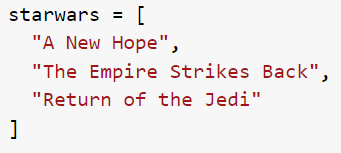 starwars = [
  "A New Hope",
  "The Empire Strikes Back",
  "Return of the Jedi"
]